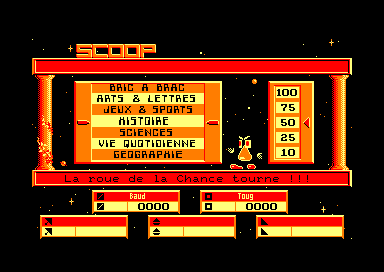 SCOOP
BRIC A BRAC
ARTS & LETTRES
JEUX & SPORTS
HISTOIRE
SCIENCES
VIE QUOTIDIENNE
GEOGRAPHIE
100
75
50
25
10
La roue de la Chance tourne !!!
Baud
Toug
0000
0000